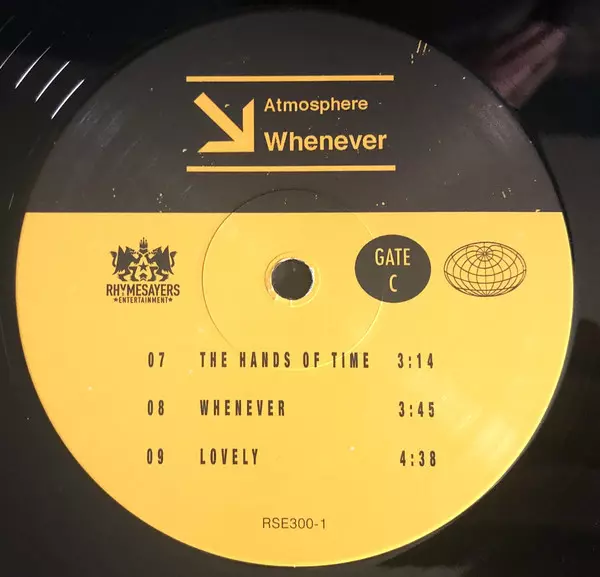 Atmosphere
Whenever
RHYMESAYERS
ENTERTAINMENT
GATE
C
07 THE HANDS OF TIME 3:14
08 WHENEVER 3:45
09 LOVELY 4:38
RSE300-1